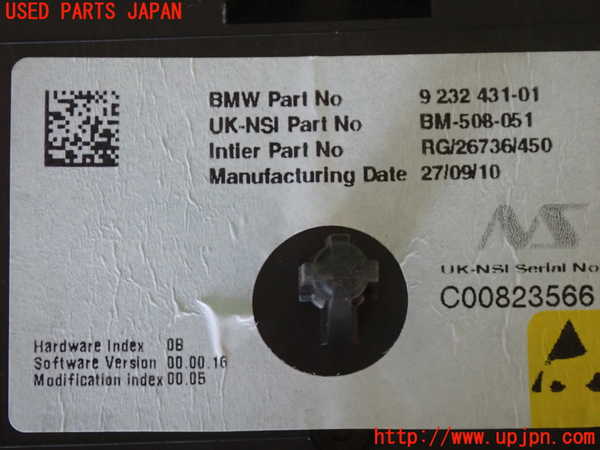 USED PARTS JAPAN
BMW Part No 9 232 431-01
UK-NSI Part No BM-508-051
Intier Part No RG/26736/450
Manufacturing Date 27/09/10
NS
UK-NSI Serial No
C00823566
Hardware Index 0B
Software Version 00.00.16
Modification index 00.05
http://www.upjpn.com/